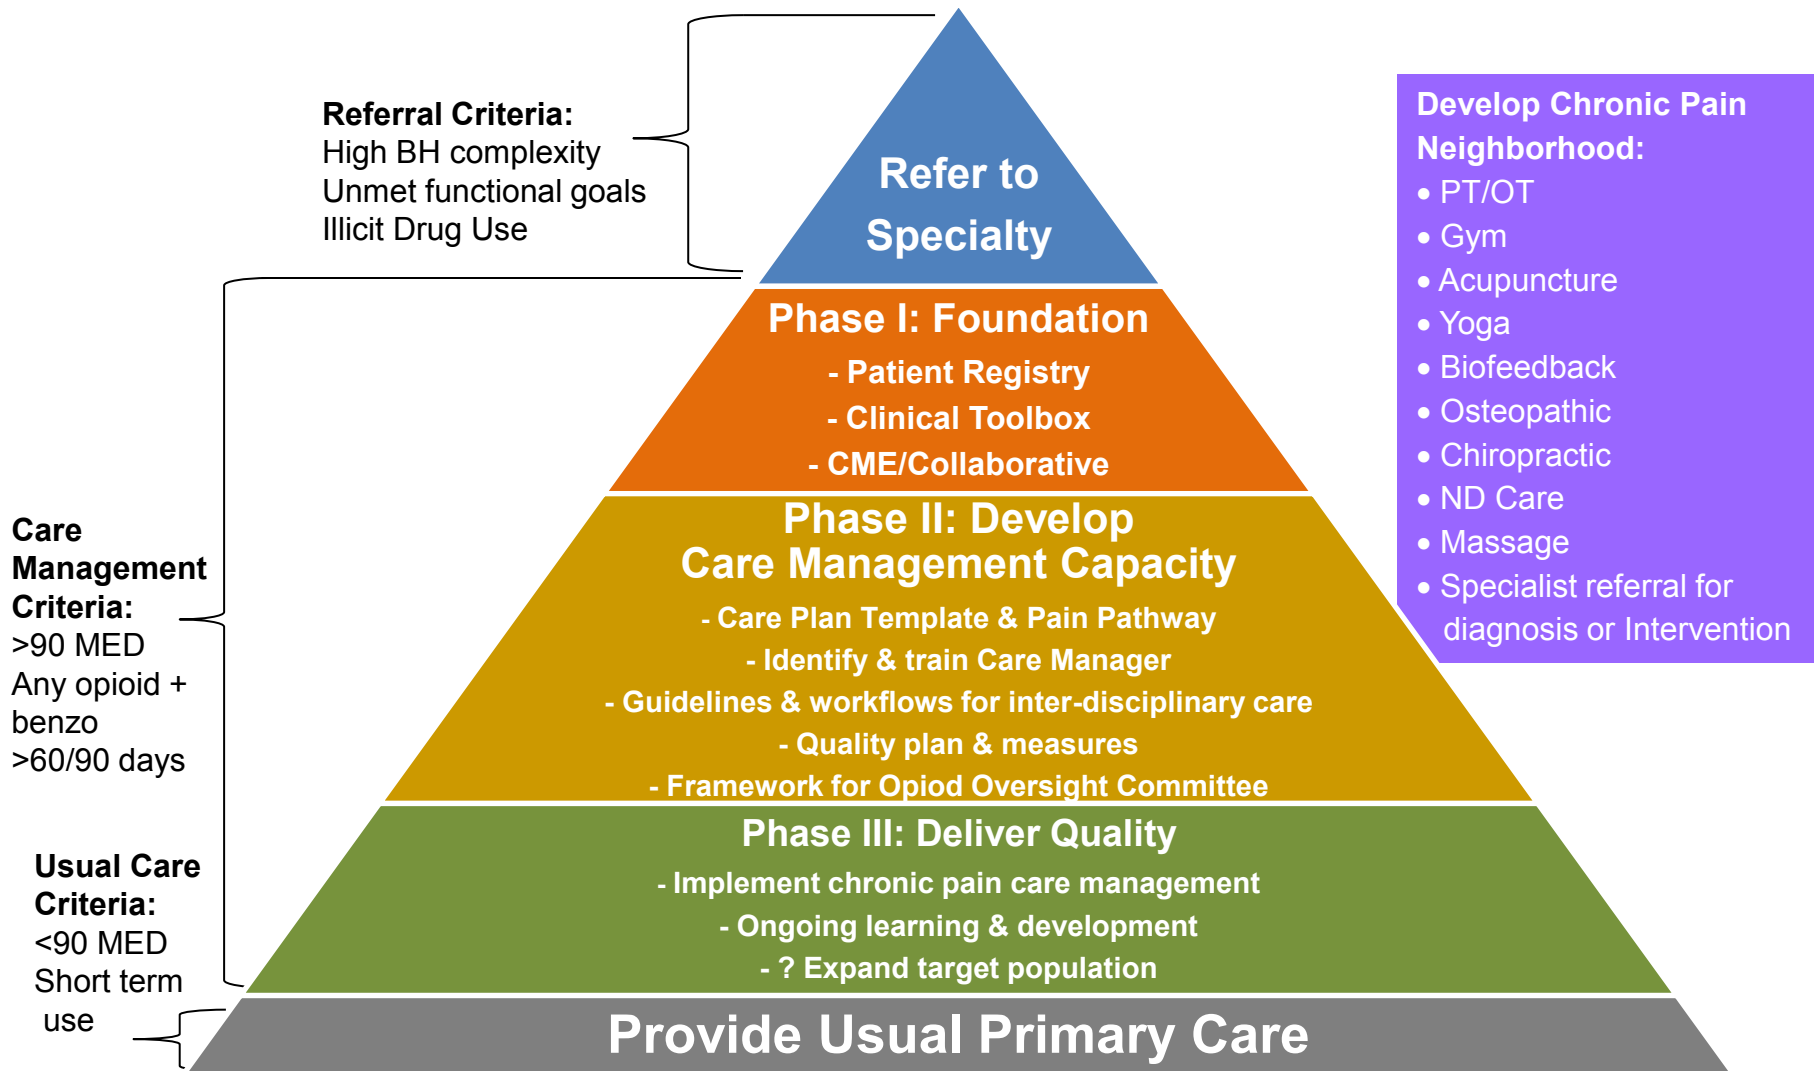 Referral Criteria:
High BH complexity
Unmet functional goals
Illicit Drug Use
Refer to
Specialty
Phase I: Foundation
- Patient Registry
- Clinical Toolbox
- CME/Collaborative
Care
Management
Criteria:
>90 MED
Any opioid +
benzo
>60/90 days
Phase II: Develop
Care Management Capacity
- Care Plan Template & Pain Pathway
- Identify & train Care Manager
- Guidelines & workflows for inter-disciplinary care
- Quality plan & measures
- Framework for Opiod Oversight Committee
Usual Care
Criteria:
<90 MED
Short term
use
Phase III: Deliver Quality
- Implement chronic pain care management
- Ongoing learning & development
- ? Expand target population
Provide Usual Primary Care
Develop Chronic Pain
Neighborhood:
• PT/OT
• Gym
• Acupuncture
• Yoga
• Biofeedback
• Osteopathic
• Chiropractic
• ND Care
• Massage
• Specialist referral for
diagnosis or Intervention